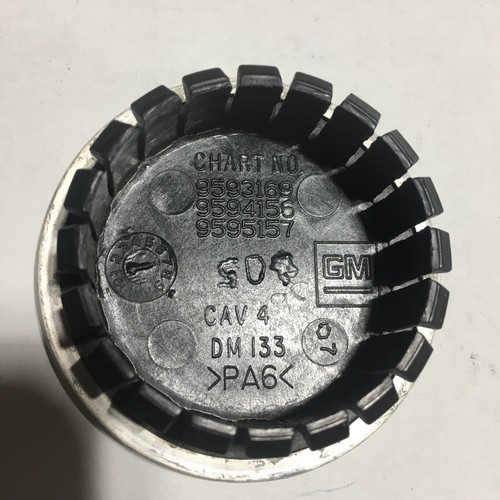 CHART NO
9593169
9594156
9595157
GM
CAV 4
07
DM 133
>PA6<